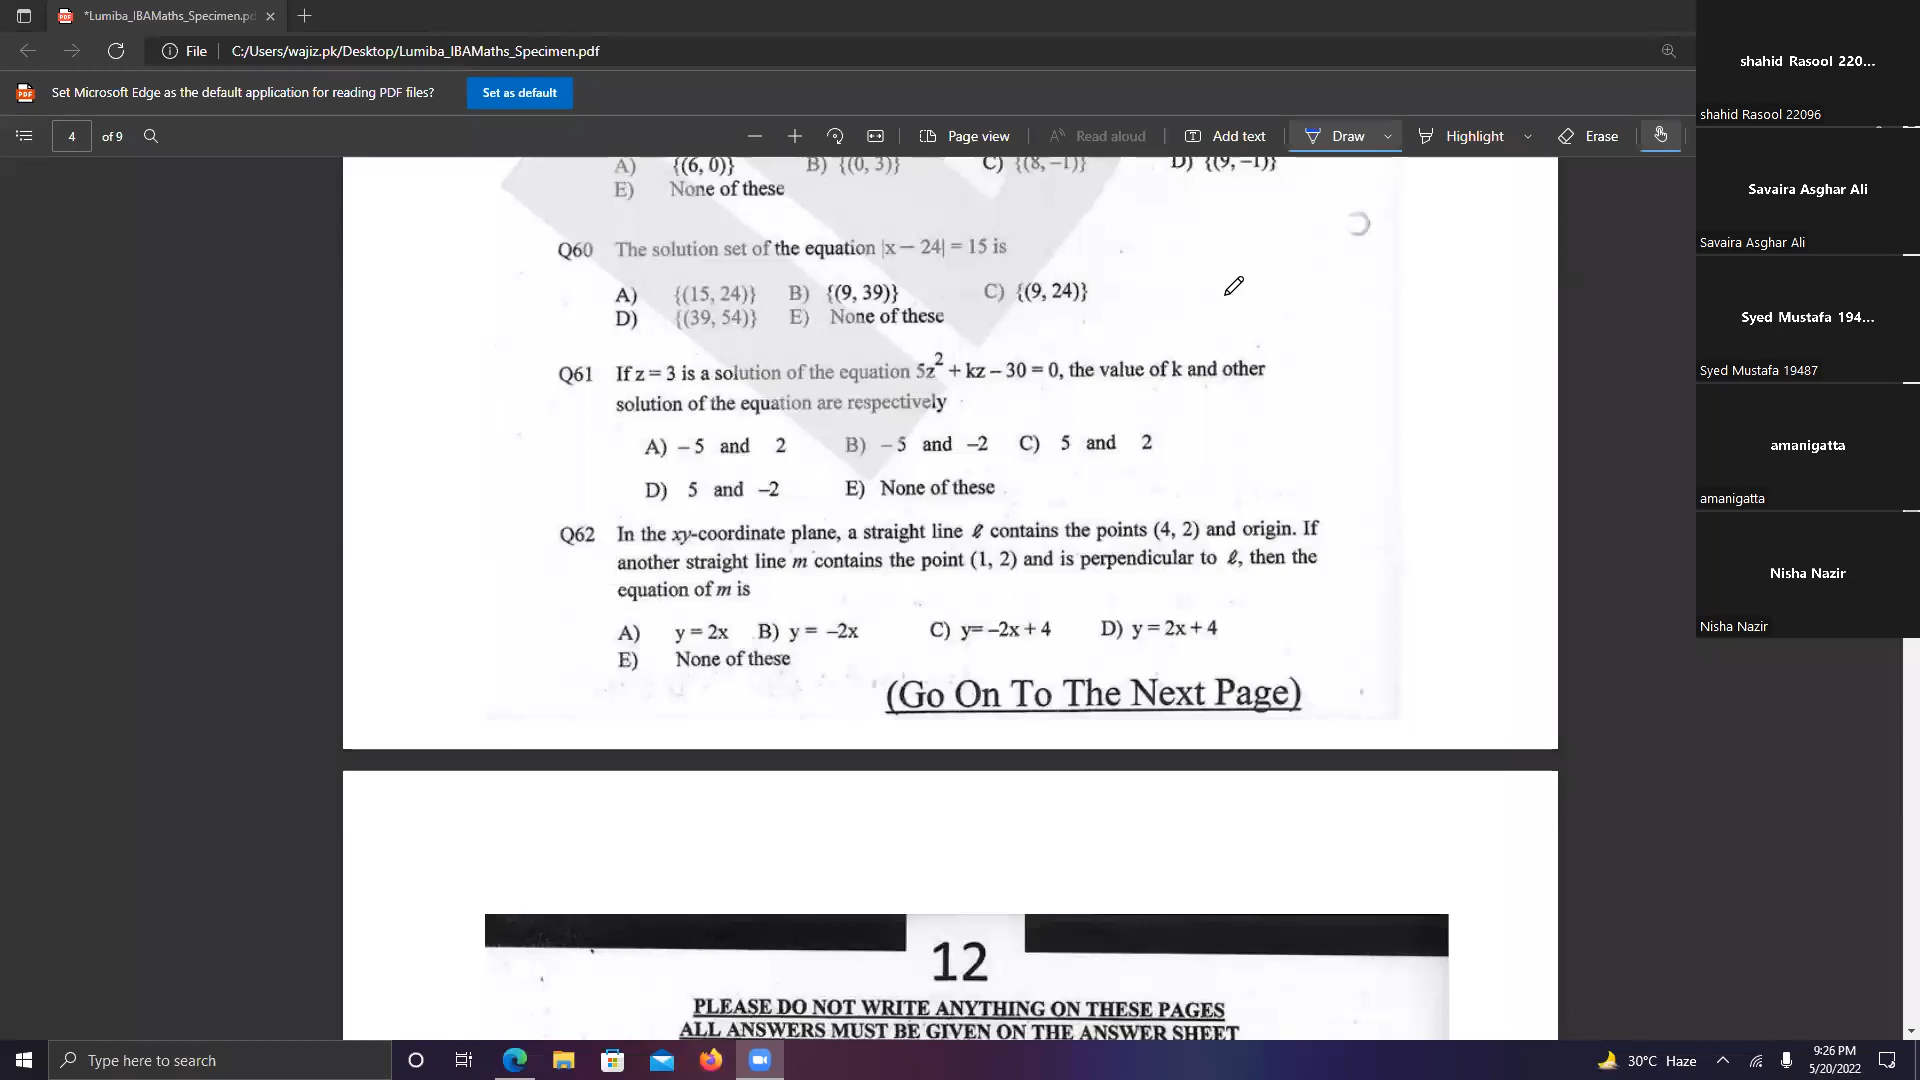 *Lumiba_IBAMaths_Specimen.pd
File
C:/Users/wajiz.pk/Desktop/Lumiba_IBAMaths_Specimen.pdf
Set Microsoft Edge as the default application for reading PDF files?
Set as default
4 of 9
Page view
Read aloud
Add text
Draw
Highlight
Erase
A) {(6, 0)} B) {(0, 3)} C) {(8, −1)} D) {(9, −1)}
E) None of these
Q60 The solution set of the equation |x − 24| = 15 is
A) {(15, 24)} B) {(9, 39)} C) {(9, 24)}
D) {(39, 54)} E) None of these
Q61 If z = 3 is a solution of the equation 5z² + kz − 30 = 0, the value of k and other
solution of the equation are respectively
A) − 5 and 2 B) − 5 and −2 C) 5 and 2
D) 5 and −2 E) None of these
Q62 In the xy-coordinate plane, a straight line ℓ contains the points (4, 2) and origin. If
another straight line m contains the point (1, 2) and is perpendicular to ℓ, then the
equation of m is
A) y = 2x B) y = −2x C) y= −2x + 4 D) y = 2x + 4
E) None of these
(Go On To The Next Page)
12
PLEASE DO NOT WRITE ANYTHING ON THESE PAGES
ALL ANSWERS MUST BE GIVEN ON THE ANSWER SHEET
shahid Rasool 220...
shahid Rasool 22096
Savaira Asghar Ali
Savaira Asghar Ali
Syed Mustafa 194...
Syed Mustafa 19487
amanigatta
amanigatta
Nisha Nazir
Nisha Nazir
Type here to search
30°C Haze
9:26 PM
5/20/2022